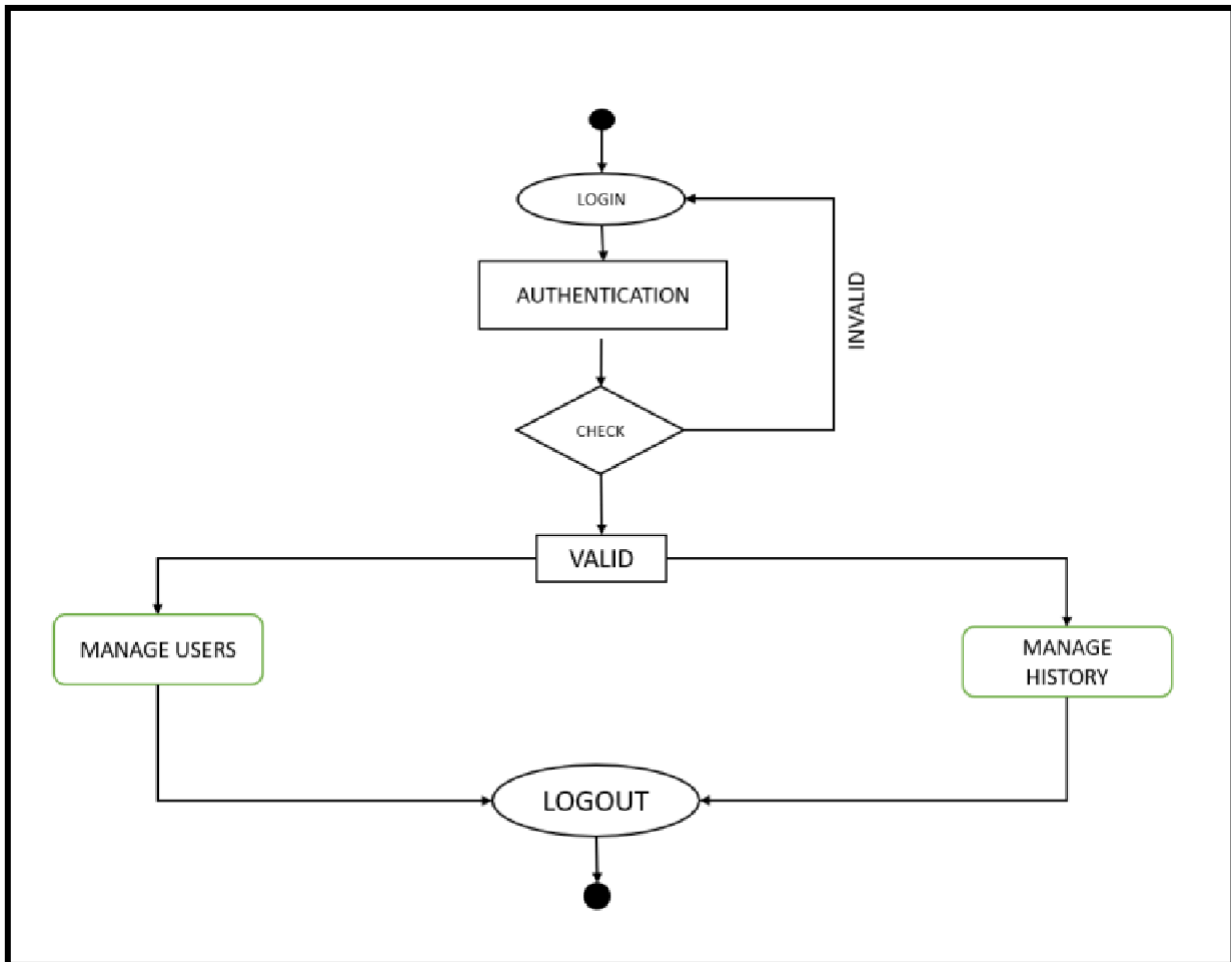 LOGIN
AUTHENTICATION
INVALID
CHECK
VALID
MANAGE USERS
MANAGE
HISTORY
LOGOUT